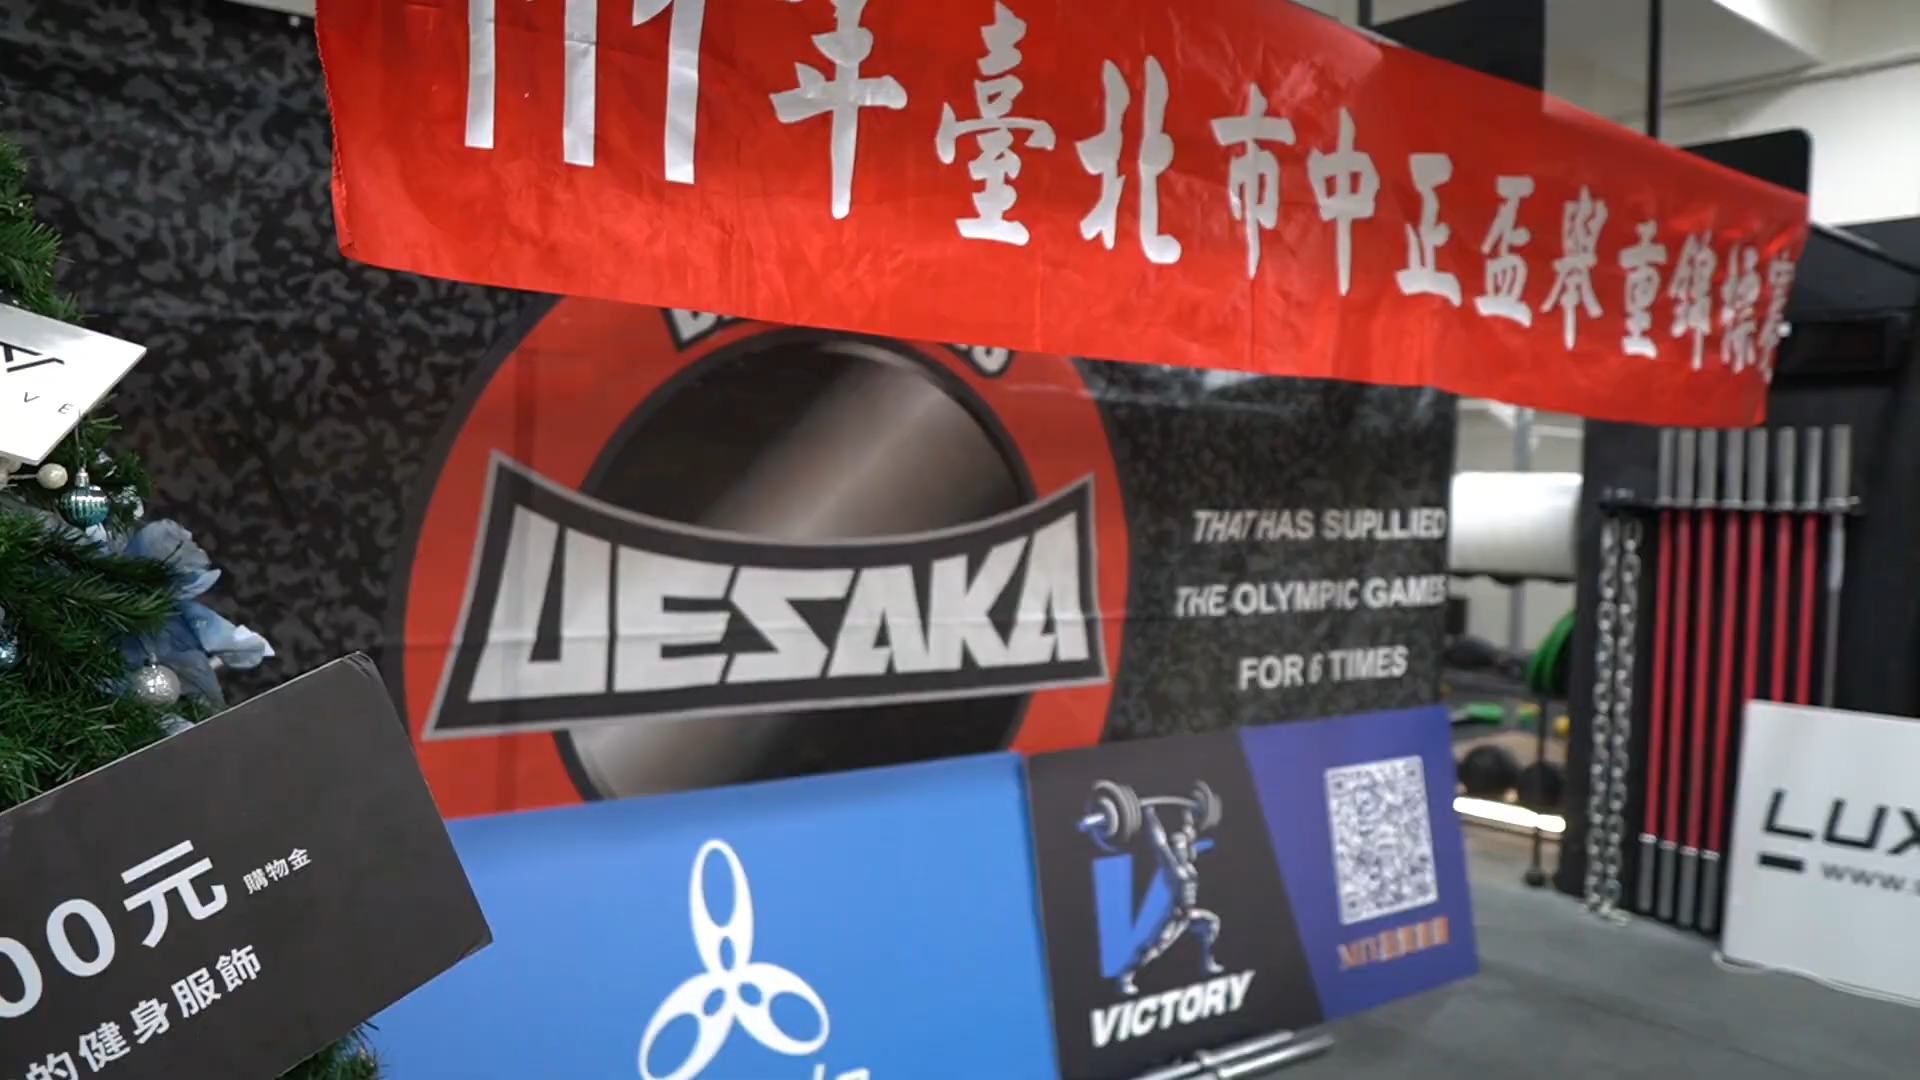 111年臺北市中正盃舉重錦標賽
VE
UESAKA
THAT HAS SUPLLIED
THE OLYMPIC GAMES
FOR 6 TIMES
00元 購物金
的健身服飾
VICTORY
LUX
www.s